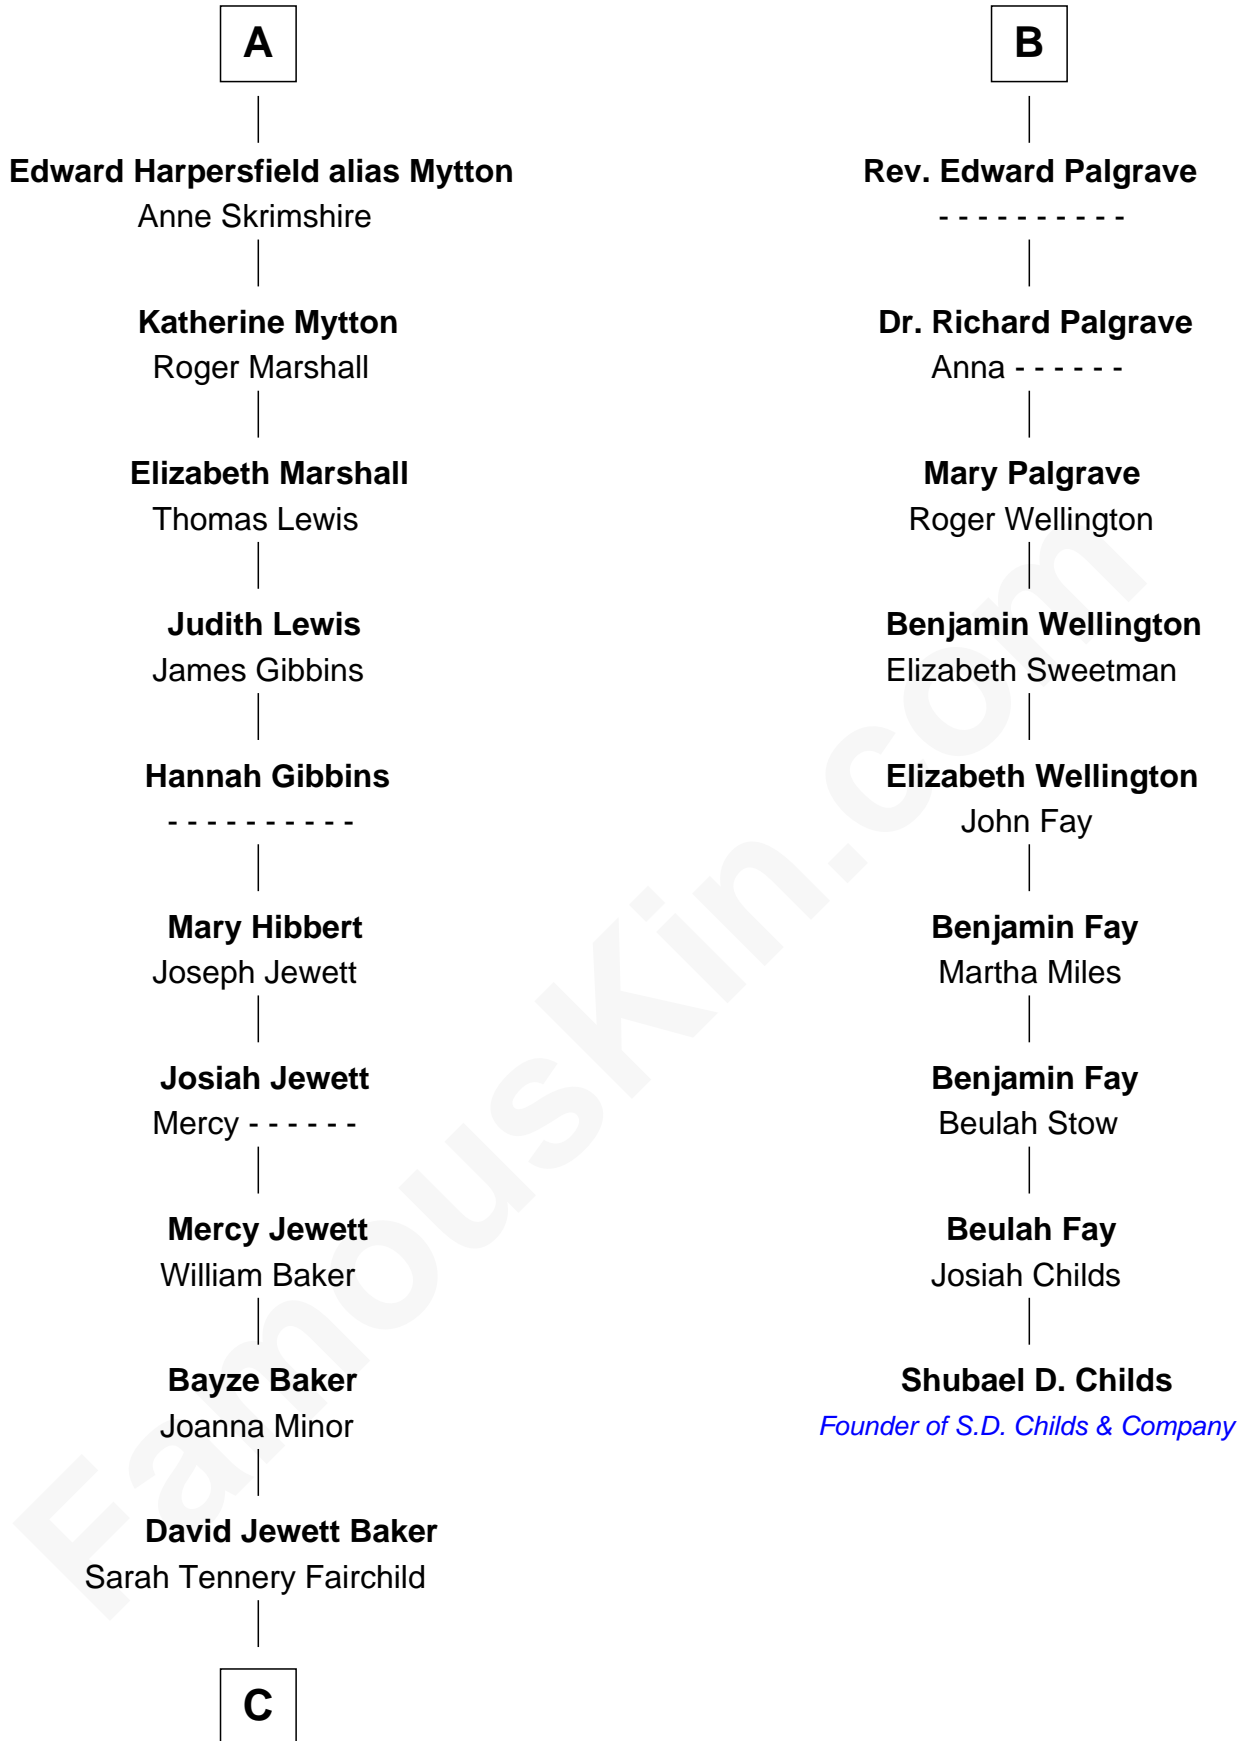 A
Edward Harpersfield alias Mytton
Anne Skrimshire
Katherine Mytton
Roger Marshall
Elizabeth Marshall
Thomas Lewis
Judith Lewis
James Gibbins
Hannah Gibbins
- - - - - - - - - -
Mary Hibbert
Joseph Jewett
Josiah Jewett
Mercy - - - - - -
Mercy Jewett
William Baker
Bayze Baker
Joanna Minor
David Jewett Baker
Sarah Tennery Fairchild
C
B
Rev. Edward Palgrave
- - - - - - - - - -
Dr. Richard Palgrave
Anna - - - - - -
Mary Palgrave
Roger Wellington
Benjamin Wellington
Elizabeth Sweetman
Elizabeth Wellington
John Fay
Benjamin Fay
Martha Miles
Benjamin Fay
Beulah Stow
Beulah Fay
Josiah Childs
Shubael D. Childs
Founder of S.D. Childs & Company
FamousKin.com